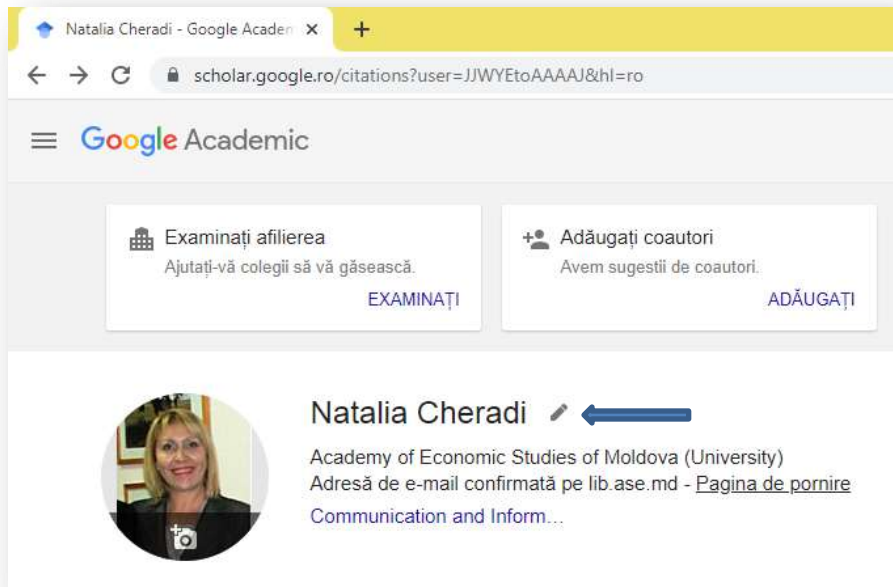 Natalia Cheradi - Google Academ
scholar.google.ro/citations?user=JJWYEtoAAAAJ&hl=ro
Google Academic
Examinați afilierea
Ajutați-vă colegii să vă găsească.
EXAMINAȚI
Adăugați coautori
Avem sugestii de coautori.
ADĂUGAȚI
Natalia Cheradi
Academy of Economic Studies of Moldova (University)
Adresă de e-mail confirmată pe lib.ase.md - Pagina de pornire
Communication and Inform…